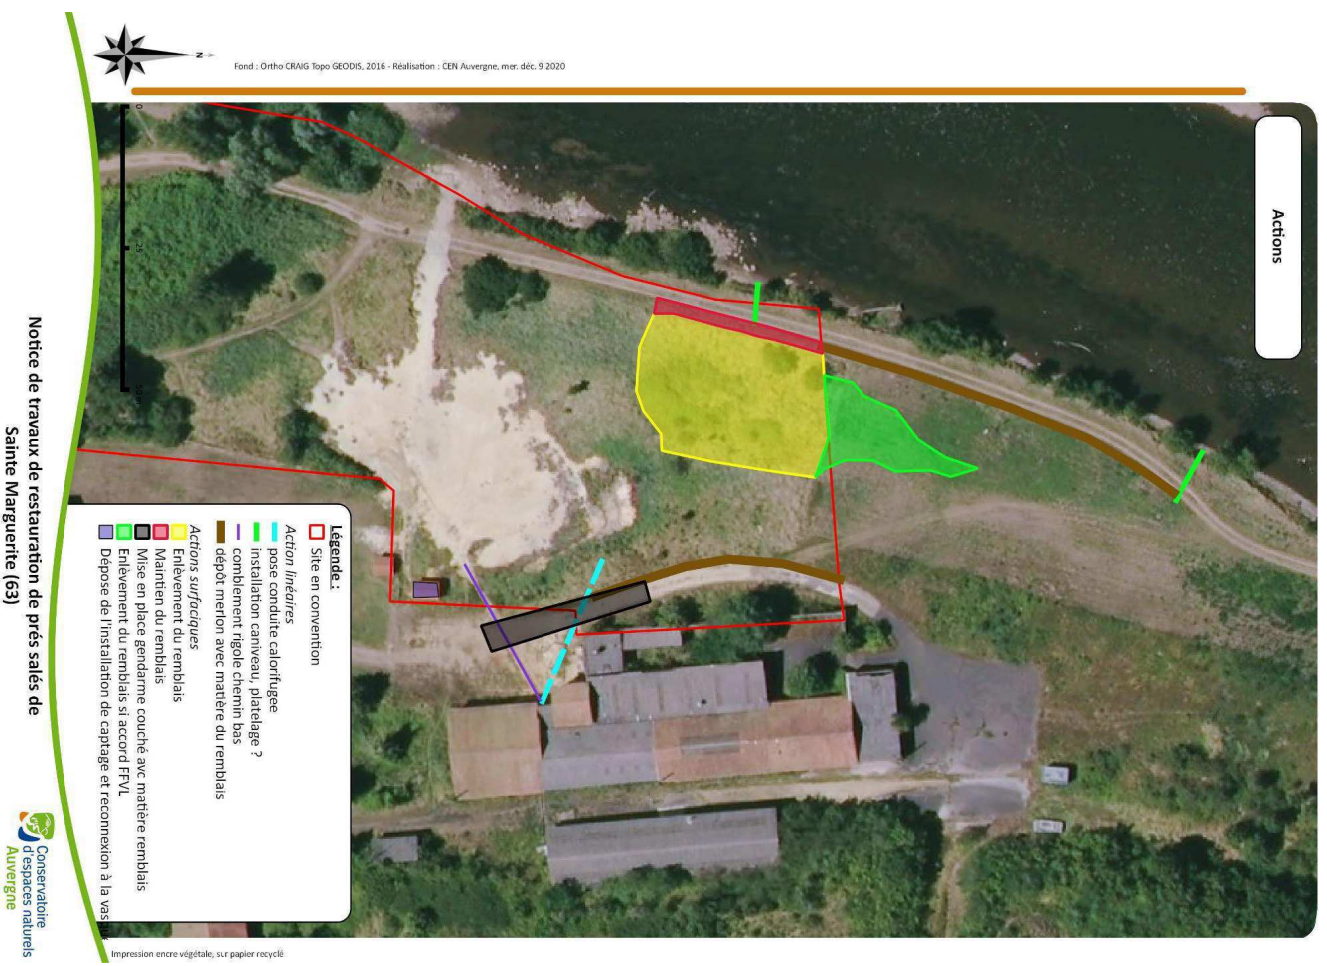 Actions
Fond : Ortho CRAIG Topo GEODIS, 2016 - Réalisation : CEN Auvergne, mer. déc. 9 2020
N
0
25
Légende :
Site en convention
Action linéaires
pose conduite calorifugee
installation caniveau, platelage ?
comblement rigole chemin bas
dépôt merlon avec matière du remblais
Actions surfaciques
Enlèvement du remblais
Maintien du remblais
Mise en place gendarme couché avc matière remblais
Enlèvement du remblais si accord FFVL
Dépose de l'installation de captage et reconnexion à la
Notice de travaux de restauration de prés salés de
Sainte Marguerite (63)
Conservatoire
d'espaces naturels
Auvergne
Impression encre végétale, sur papier recyclé